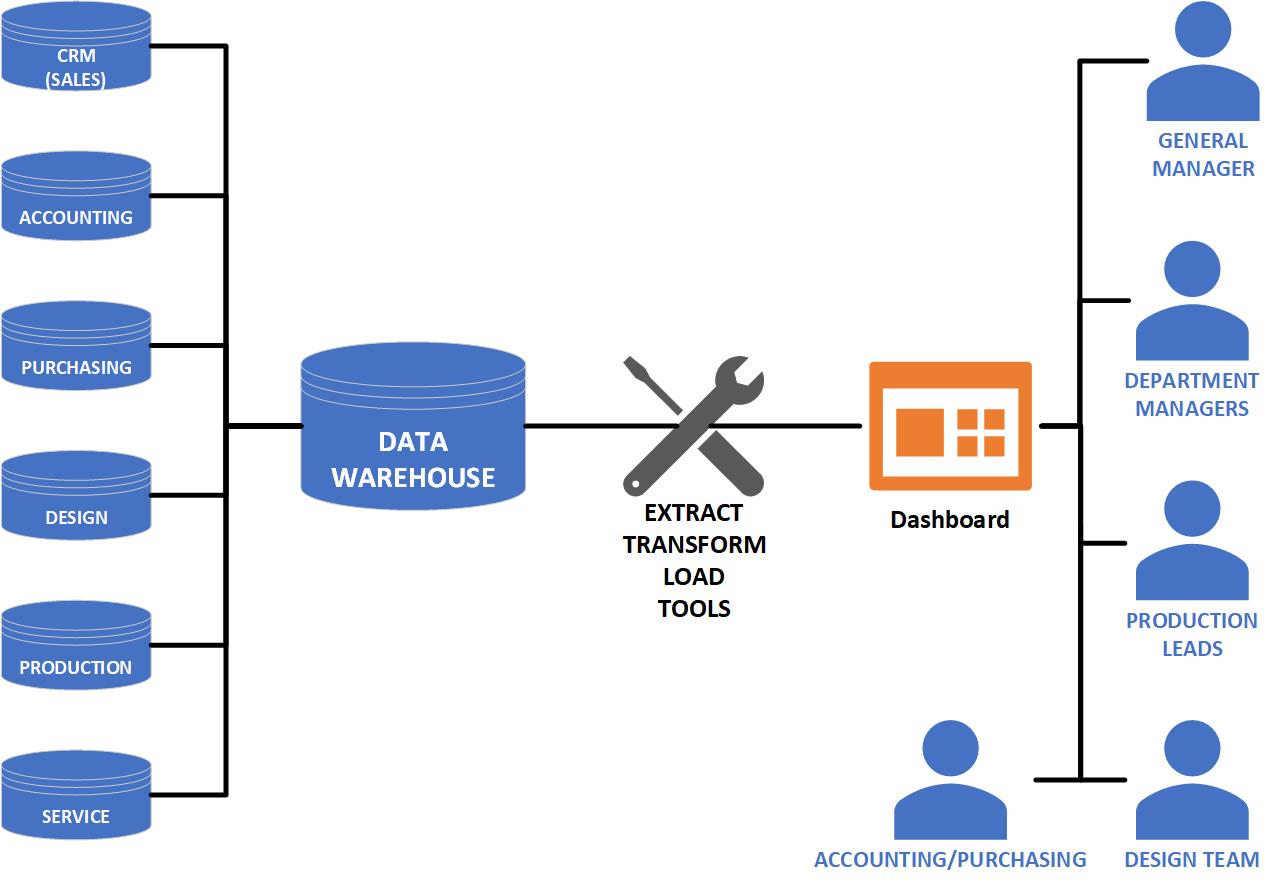 CRM
(SALES)
ACCOUNTING
PURCHASING
DESIGN
PRODUCTION
SERVICE
DATA
WAREHOUSE
EXTRACT
TRANSFORM
LOAD
TOOLS
Dashboard
GENERAL
MANAGER
DEPARTMENT
MANAGERS
PRODUCTION
LEADS
ACCOUNTING/PURCHASING
DESIGN TEAM